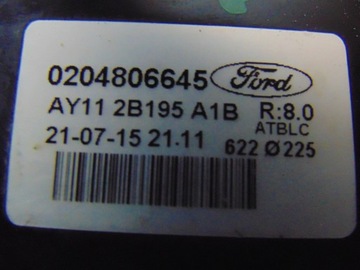 0204806645 Ford
AY11 2B195 A1B R:8.0
ATBLC
21-07-15 21.11 622 Ø225